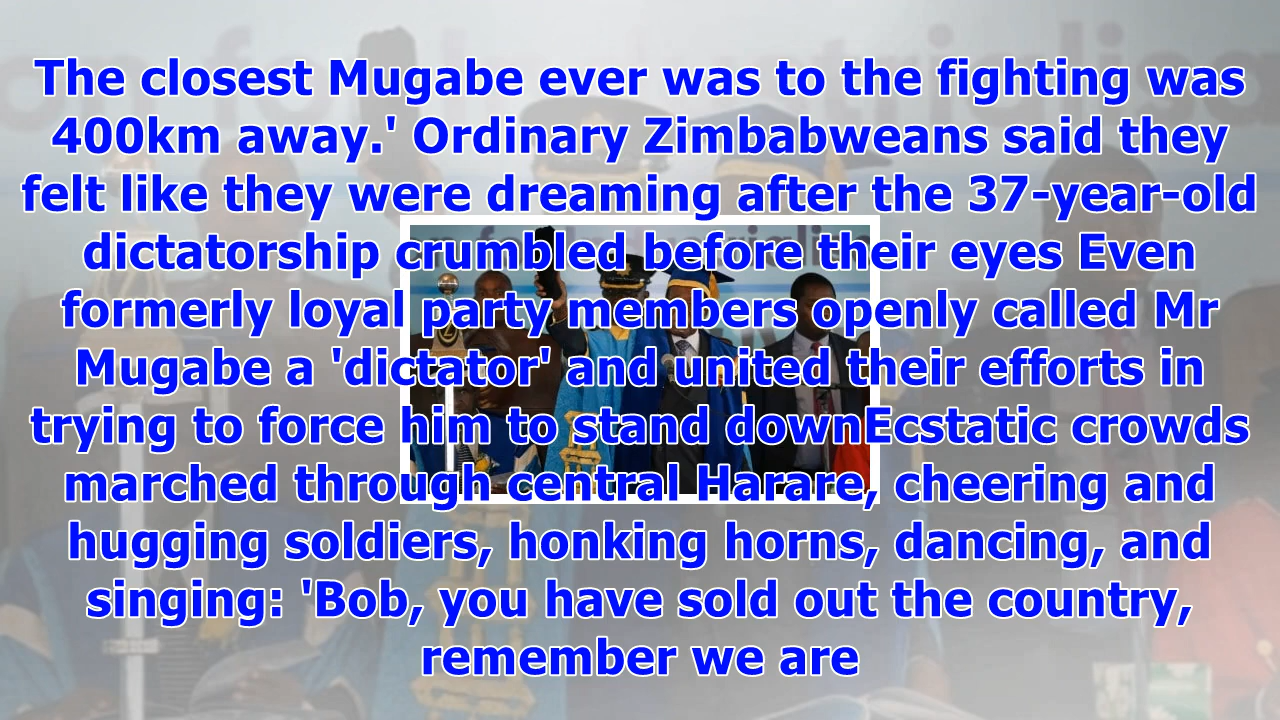 The closest Mugabe ever was to the fighting was
400km away.' Ordinary Zimbabweans said they
felt like they were dreaming after the 37-year-old
dictatorship crumbled before their eyes Even
formerly loyal party members openly called Mr
Mugabe a 'dictator' and united their efforts in
trying to force him to stand downEcstatic crowds
marched through central Harare, cheering and
hugging soldiers, honking horns, dancing, and
singing: 'Bob, you have sold out the country,
remember we are